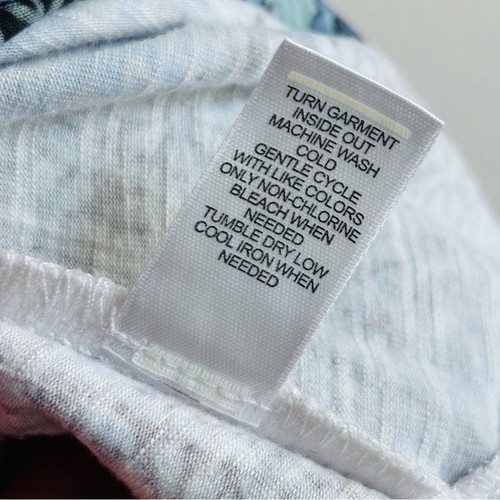 TURN GARMENT
INSIDE OUT
MACHINE WASH
COLD
GENTLE CYCLE
WITH LIKE COLORS
ONLY NON-CHLORINE
BLEACH WHEN
NEEDED
TUMBLE DRY LOW
COOL IRON WHEN
NEEDED